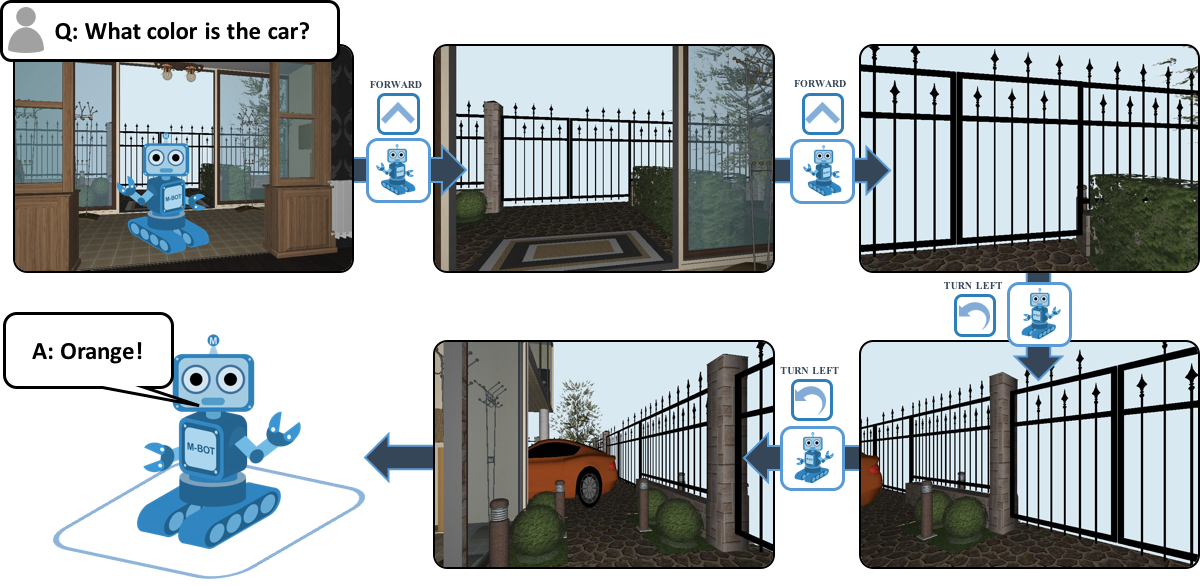 Q: What color is the car?
M-BOT
FORWARD
FORWARD
TURN LEFT
TURN LEFT
A: Orange!
M
M-BOT